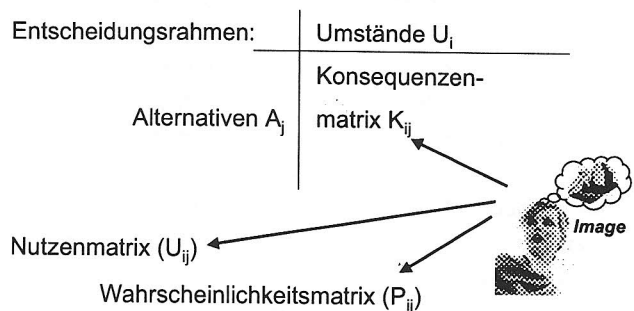 Entscheidungsrahmen: Umstände Uᵢ
Konsequenzen-
Alternativen Aⱼ matrix Kᵢⱼ
Image
Nutzenmatrix (Uᵢⱼ)
Wahrscheinlichkeitsmatrix (Pᵢⱼ)